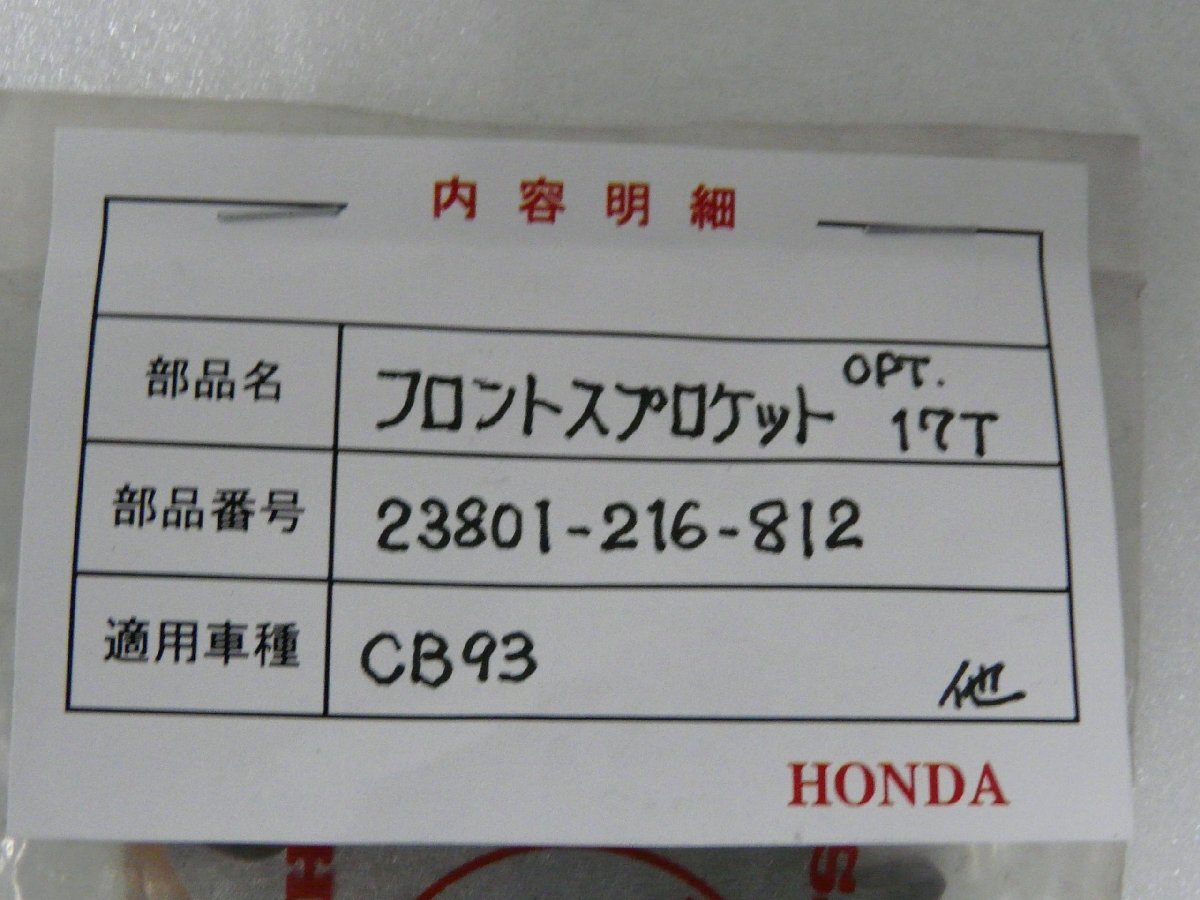 内容明細
部品名 フロントスプロケット OPT. 17T
部品番号 23801-216-812
適用車種 CB93 他
HONDA
H S